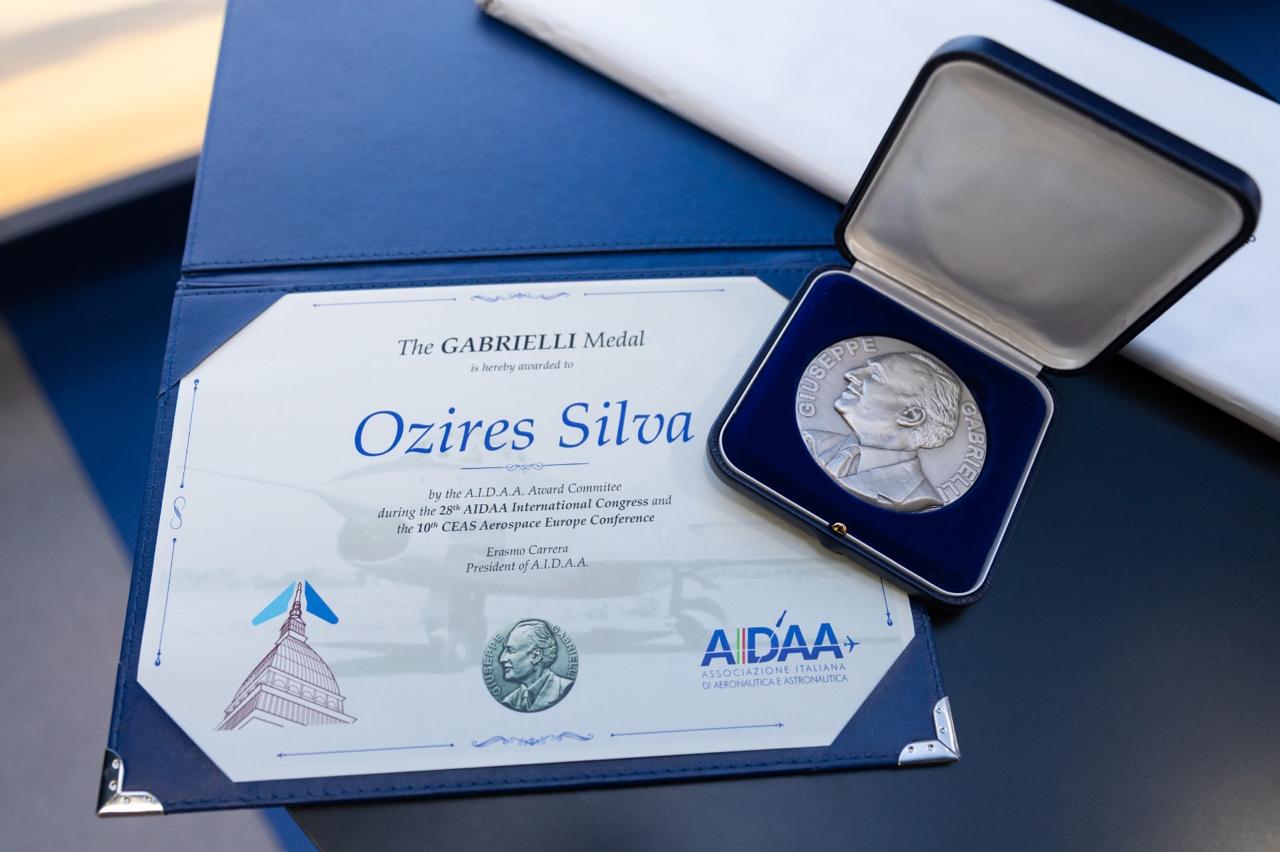 The GABRIELLI Medal
is hereby awarded to
Ozires Silva
by the A.I.D.A.A. Award Commitee
during the 28th AIDAA International Congress and
the 10th CEAS Aerospace Europe Conference
Erasmo Carrera
President of A.I.D.A.A.
GIUSEPPE GABRIELLI
GIUSEPPE GABRIELLI
AIDAA
ASSOCIAZIONE ITALIANA
DI AERONAUTICA E ASTRONAUTICA